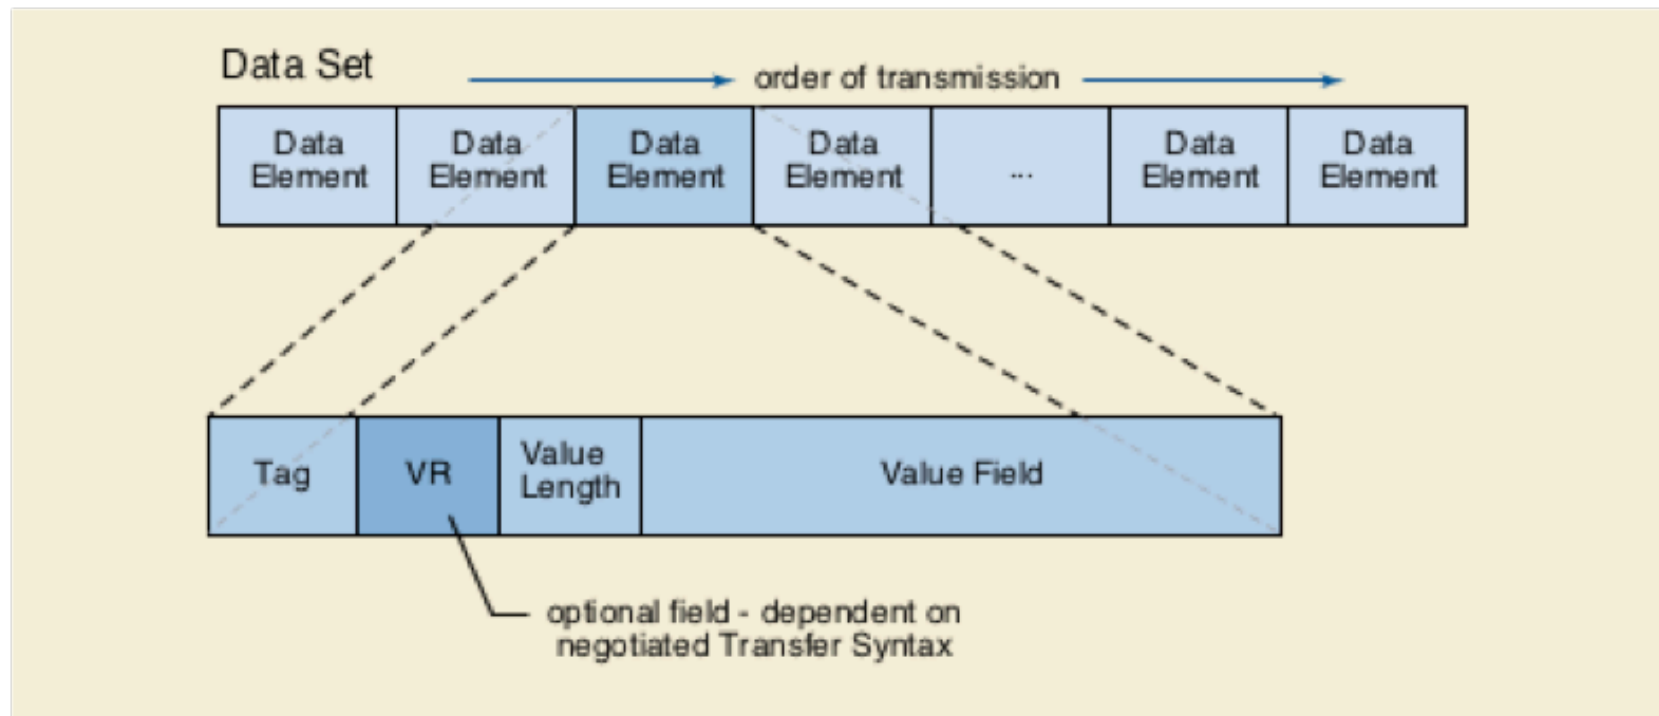 Data Set
order of transmission
Data
Element
Data
Element
Data
Element
Data
Element
...
Data
Element
Data
Element
Tag
VR
Value
Length
Value Field
optional field - dependent on
negotiated Transfer Syntax